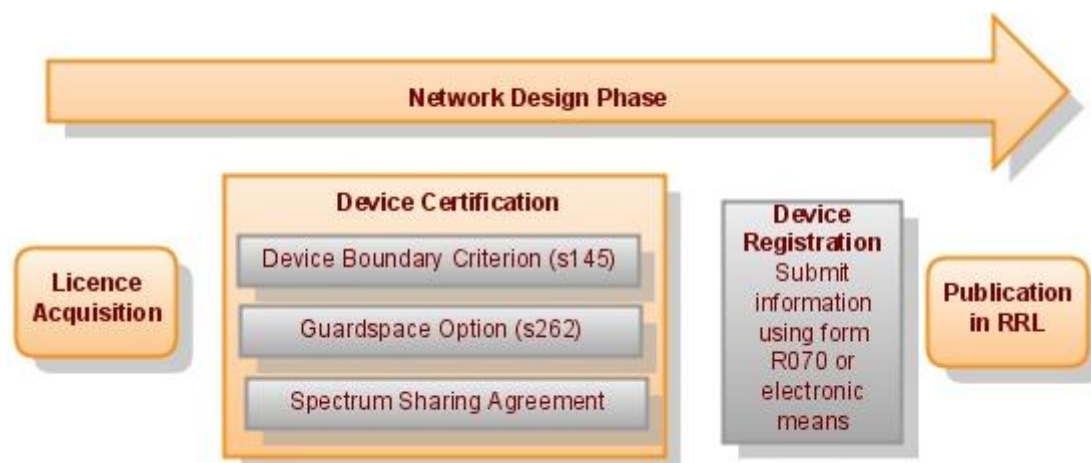 Network Design Phase
Licence
Acquisition
Device Certification
Device Boundary Criterion (s145)
Guardspace Option (s262)
Spectrum Sharing Agreement
Device
Registration
Submit
information
using form
R070 or
electronic
means
Publication
in RRL